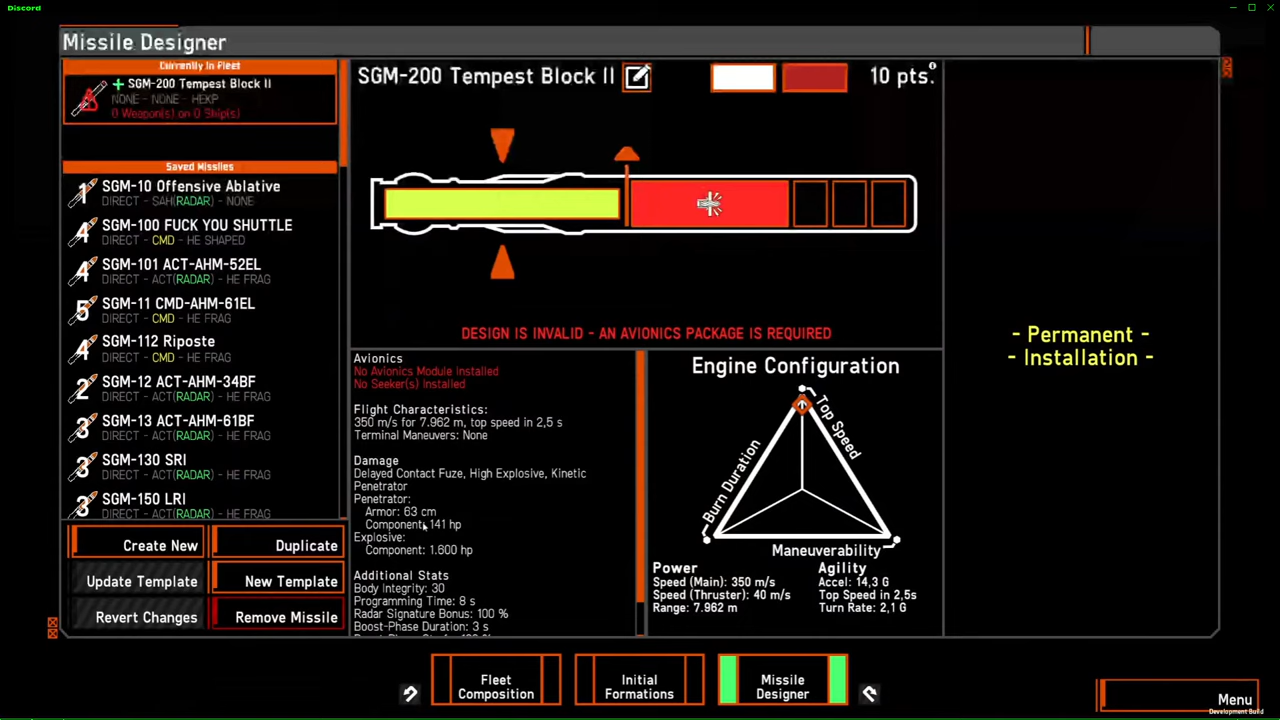 Discord
Missile Designer
Currently In Fleet
SGM-200 Tempest Block II
NONE - NONE - HEKP
0 Weapon(s) on 0 Ship(s)
Saved Missiles
1
SGM-10 Offensive Ablative
DIRECT - SAH(RADAR) - NONE
4
SGM-100 FUCK YOU SHUTTLE
DIRECT - CMD - HE SHAPED
4
SGM-101 ACT-AHM-52EL
DIRECT - ACT(RADAR) - HE FRAG
5
SGM-11 CMD-AHM-61EL
DIRECT - CMD - HE FRAG
4
SGM-112 Riposte
DIRECT - CMD - HE FRAG
2
SGM-12 ACT-AHM-34BF
DIRECT - ACT(RADAR) - HE FRAG
3
SGM-13 ACT-AHM-61BF
DIRECT - ACT(RADAR) - HE FRAG
3
SGM-130 SRI
DIRECT - ACT(RADAR) - HE FRAG
3
SGM-150 LRI
DIRECT - ACT(RADAR) - HE FRAG
Create New
Duplicate
Update Template
New Template
Revert Changes
Remove Missile
SGM-200 Tempest Block II
10 pts.
DESIGN IS INVALID - AN AVIONICS PACKAGE IS REQUIRED
Avionics
No Avionics Module Installed
No Seeker(s) Installed
Flight Characteristics:
350 m/s for 7.962 m, top speed in 2,5 s
Terminal Maneuvers: None
Damage
Delayed Contact Fuze, High Explosive, Kinetic
Penetrator
Penetrator:
Armor: 63 cm
Component: 141 hp
Explosive:
Component: 1.600 hp
Additional Stats
Body Integrity: 30
Programming Time: 8 s
Radar Signature Bonus: 100 %
Boost-Phase Duration: 3 s
Engine Configuration
Top Speed
Burn Duration
Maneuverability
Power
Speed (Main): 350 m/s
Speed (Thruster): 40 m/s
Range: 7.962 m
Agility
Accel: 14,3 G
Top Speed in 2,5s
Turn Rate: 2,1 G
- Permanent -
- Installation -
Fleet
Composition
Initial
Formations
Missile
Designer
Menu
Development Build